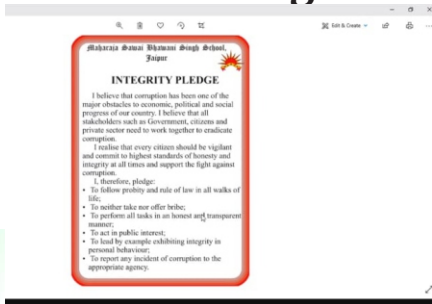 Edit & Create
Maharaja Sawai Bhawani Singh School,
Jaipur
INTEGRITY PLEDGE
I believe that corruption has been one of the
major obstacles to economic, political and social
progress of our country. I believe that all
stakeholders such as Government, citizens and
private sector need to work together to eradicate
corruption.
I realise that every citizen should be vigilant
and commit to highest standards of honesty and
integrity at all times and support the fight against
corruption.
I, therefore, pledge:
• To follow probity and rule of law in all walks of
life;
• To neither take nor offer bribe;
• To perform all tasks in an honest and transparent
manner;
• To act in public interest;
• To lead by example exhibiting integrity in
personal behaviour;
• To report any incident of corruption to the
appropriate agency.